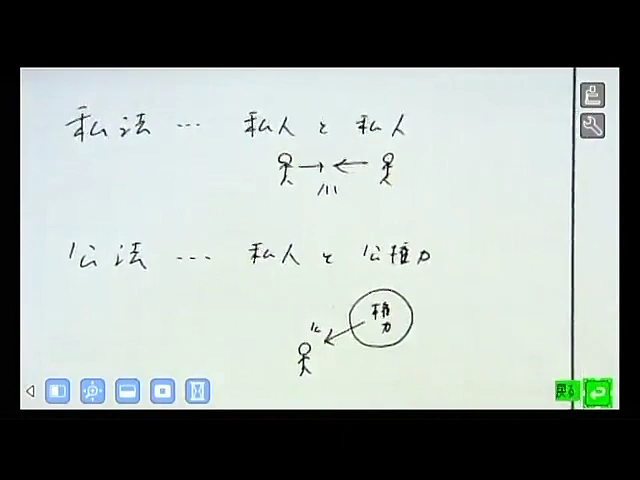 私法 … 私人と私人
公法 … 私人と公権力
権力
戻る